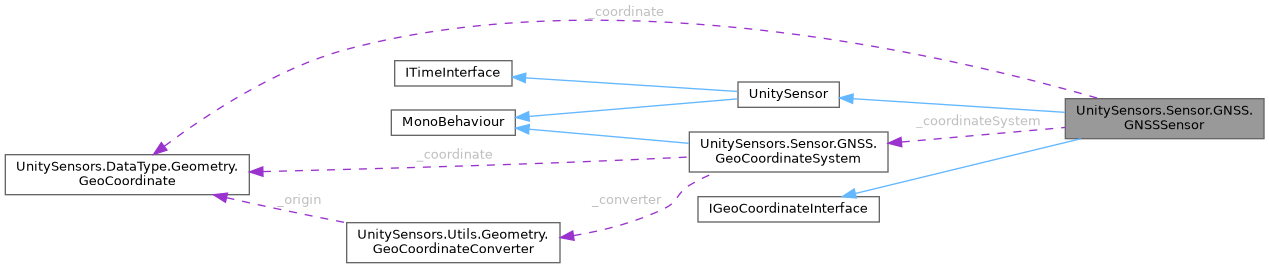 _coordinate
ITimeInterface
UnitySensor
UnitySensors.Sensor.GNSS.
GNSSSensor
MonoBehaviour
_coordinateSystem
UnitySensors.Sensor.GNSS.
GeoCoordinateSystem
_coordinate
UnitySensors.DataType.Geometry.
GeoCoordinate
_origin
_converter
IGeoCoordinateInterface
UnitySensors.Utils.Geometry.
GeoCoordinateConverter